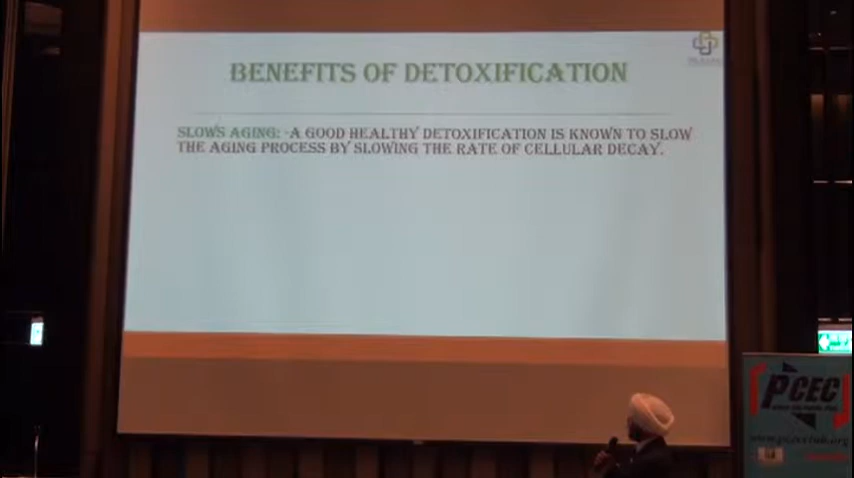 BENEFITS OF DETOXIFICATION
SLOWS AGING: -A GOOD HEALTHY DETOXIFICATION IS KNOWN TO SLOW
THE AGING PROCESS BY SLOWING THE RATE OF CELLULAR DECAY.
PCEC